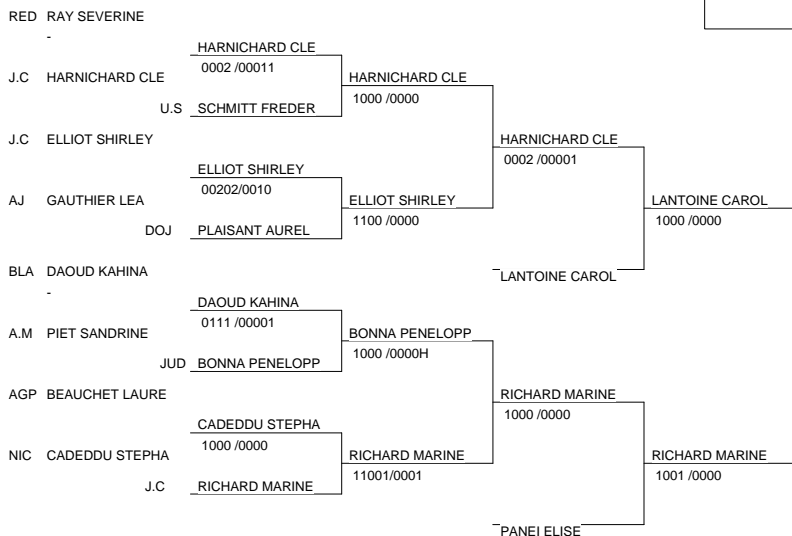 RED RAY SEVERINE
-
HARNICHARD CLE
0002 /00011
J.C HARNICHARD CLE
HARNICHARD CLE
1000 /0000
U.S SCHMITT FREDER
J.C ELLIOT SHIRLEY
HARNICHARD CLE
0002 /00001
ELLIOT SHIRLEY
00202/0010
AJ GAUTHIER LEA
ELLIOT SHIRLEY
1100 /0000
LANTOINE CAROL
1000 /0000
DOJ PLAISANT AUREL
BLA DAOUD KAHINA
-
LANTOINE CAROL
DAOUD KAHINA
0111 /00001
A.M PIET SANDRINE
BONNA PENELOPP
1000 /0000H
JUD BONNA PENELOPP
AGP BEAUCHET LAURE
RICHARD MARINE
1000 /0000
CADEDDU STEPHA
1000 /0000
NIC CADEDDU STEPHA
RICHARD MARINE
11001/0001
RICHARD MARINE
1001 /0000
J.C RICHARD MARINE
PANEI ELISE